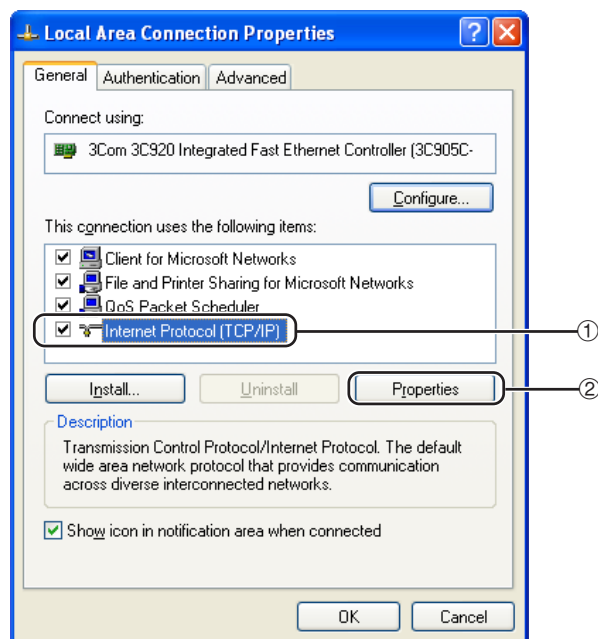 Local Area Connection Properties
General Authentication Advanced
Connect using:
3Com 3C920 Integrated Fast Ethernet Controller (3C905C-
Configure...
This connection uses the following items:
Client for Microsoft Networks
File and Printer Sharing for Microsoft Networks
QoS Packet Scheduler
Internet Protocol (TCP/IP)
①
Install... Uninstall Properties
②
Description
Transmission Control Protocol/Internet Protocol. The default
wide area network protocol that provides communication
across diverse interconnected networks.
Show icon in notification area when connected
OK Cancel